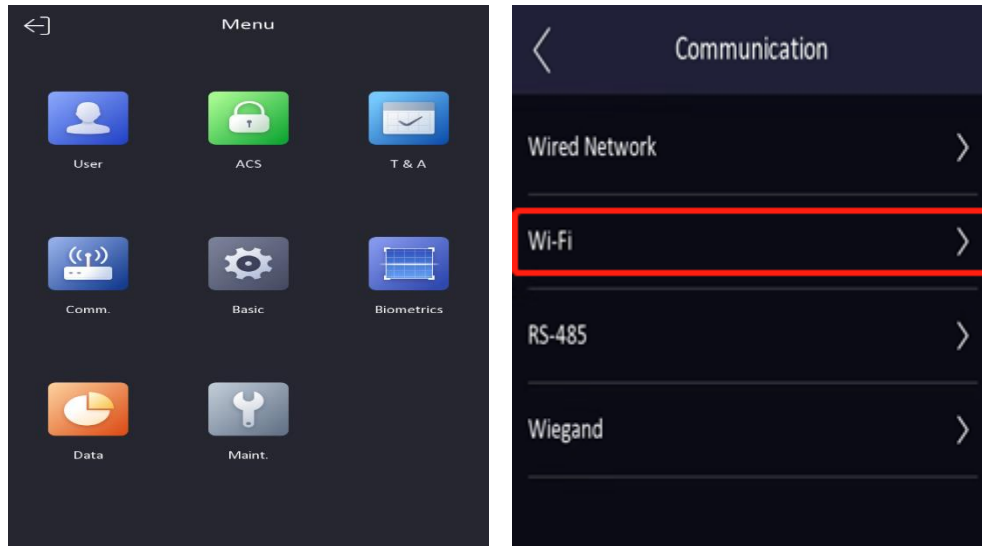 Menu
User
ACS
T & A
Comm.
Basic
Biometrics
Data
Maint.
Communication
Wired Network
Wi-Fi
RS-485
Wiegand